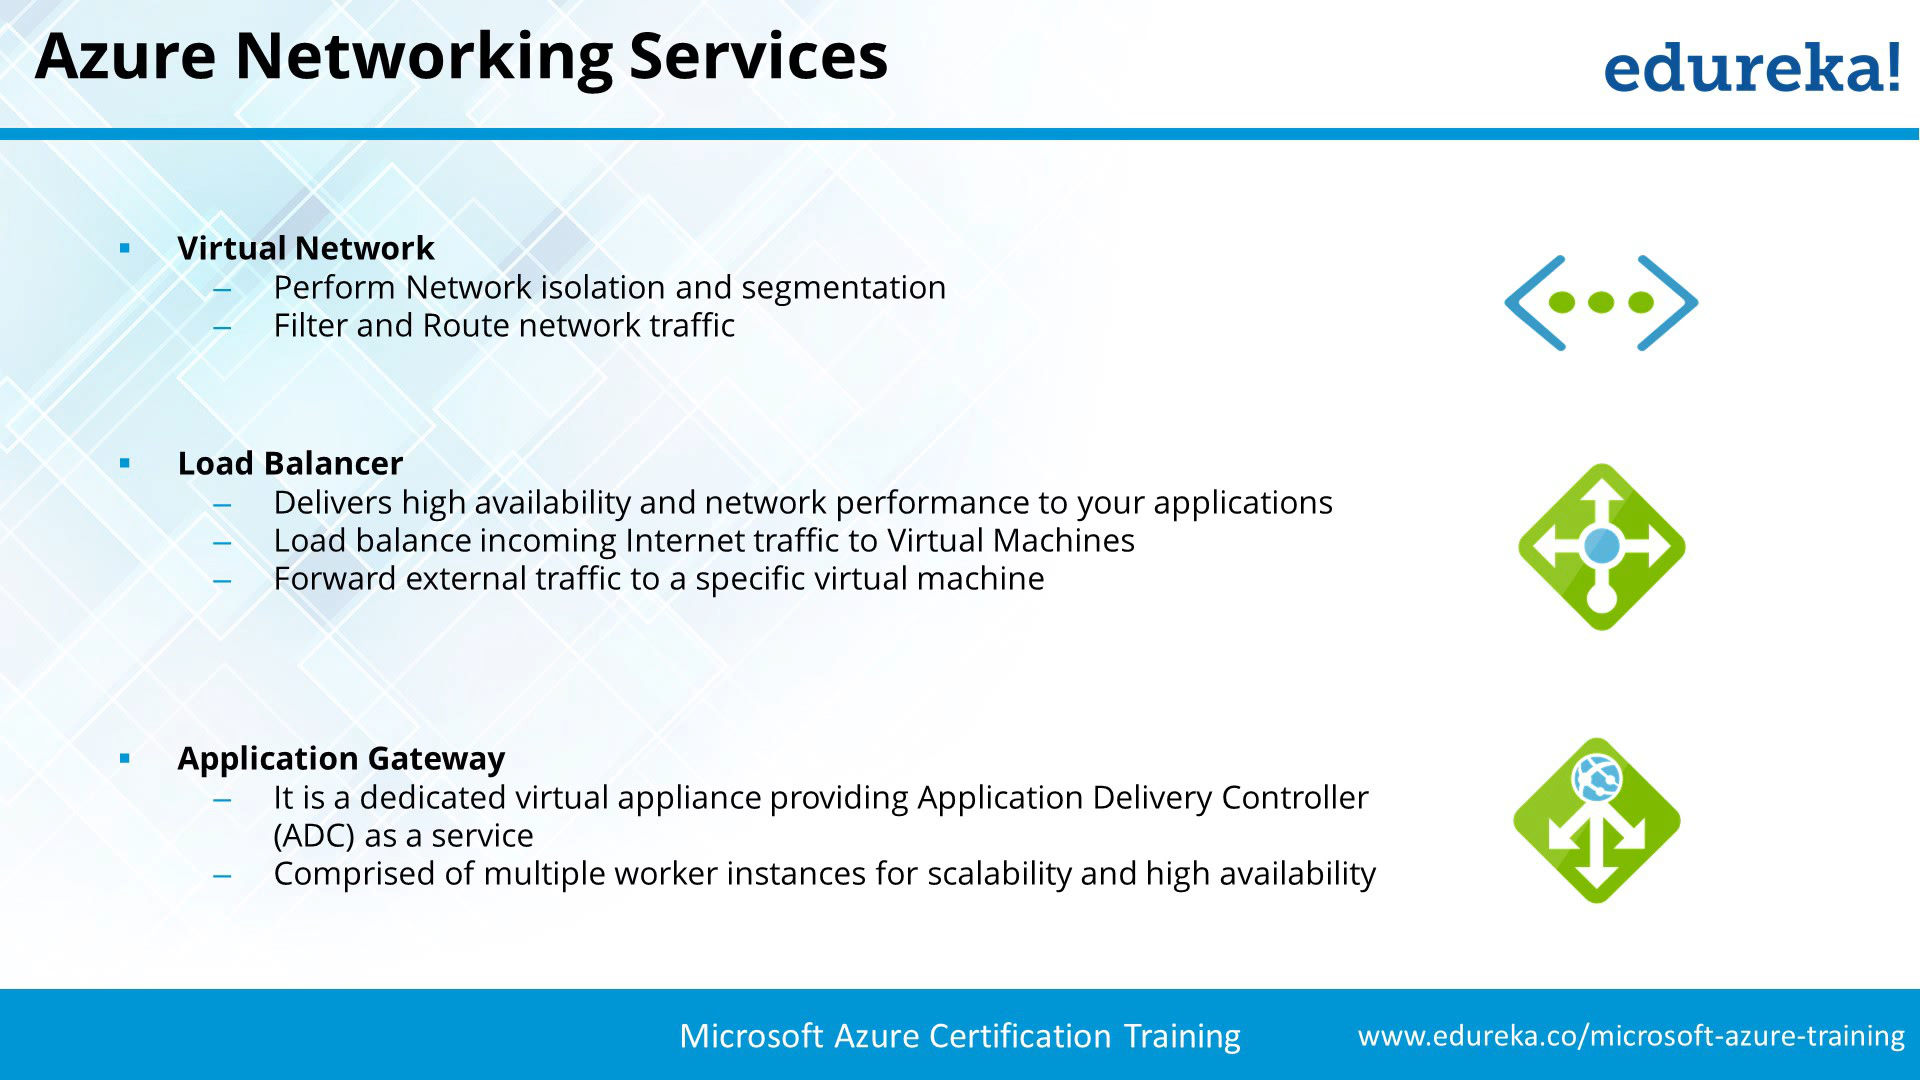 Azure Networking Services
edureka!
▪ Virtual Network
– Perform Network isolation and segmentation
– Filter and Route network traffic
▪ Load Balancer
– Delivers high availability and network performance to your applications
– Load balance incoming Internet traffic to Virtual Machines
– Forward external traffic to a specific virtual machine
▪ Application Gateway
– It is a dedicated virtual appliance providing Application Delivery Controller
(ADC) as a service
– Comprised of multiple worker instances for scalability and high availability
Microsoft Azure Certification Training
www.edureka.co/microsoft-azure-training